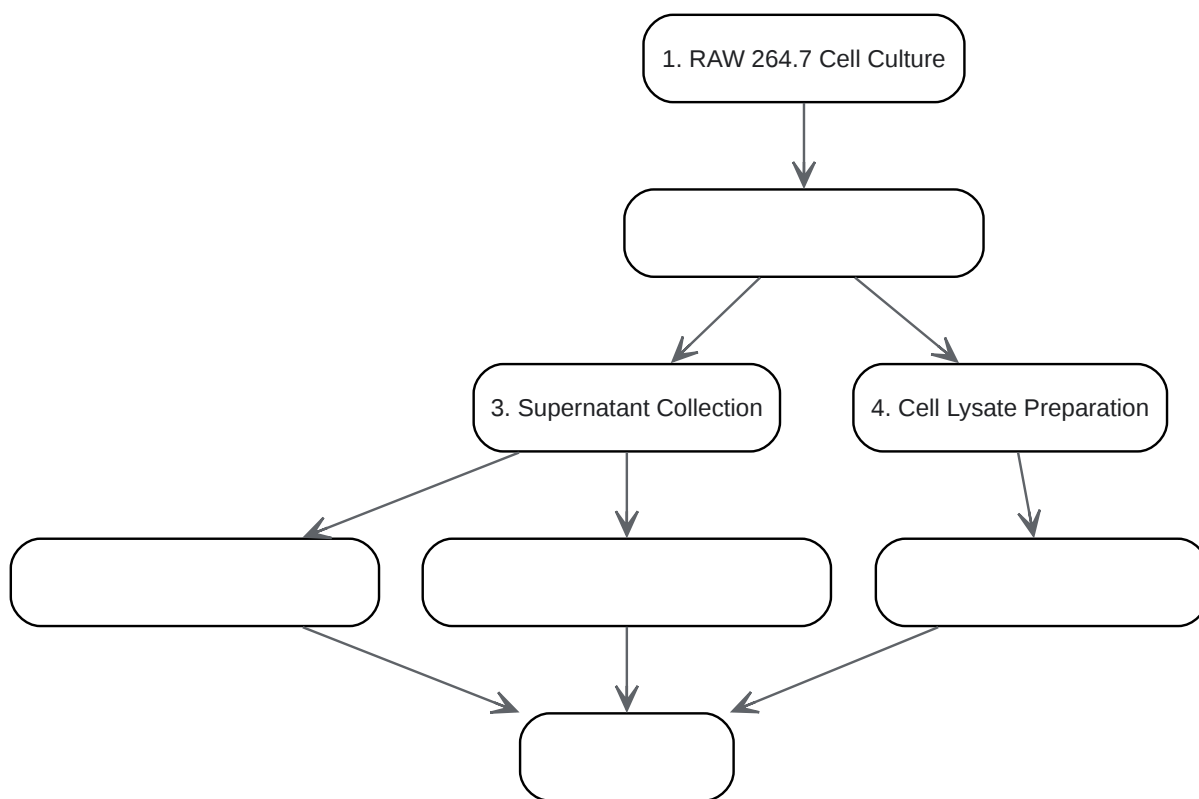 1. RAW 264.7 Cell Culture
3. Supernatant Collection
4. Cell Lysate Preparation